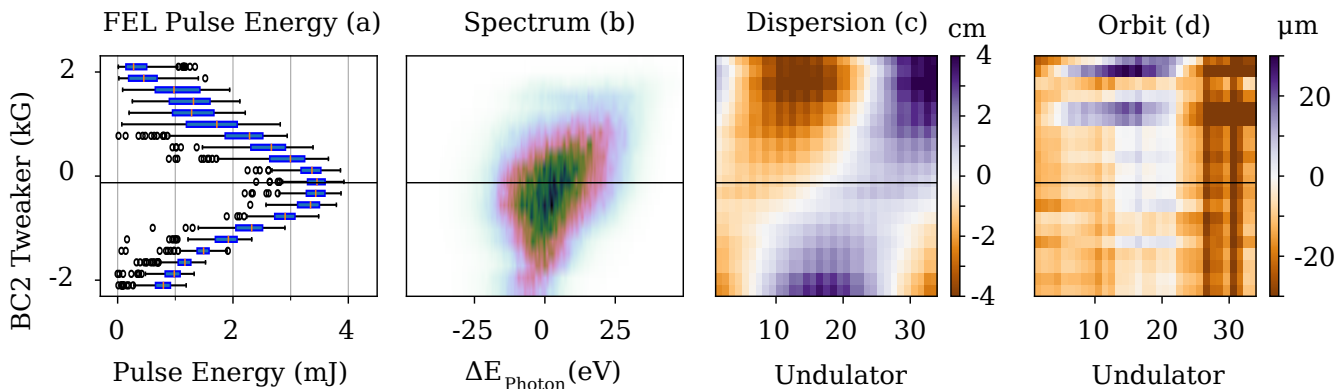 FEL Pulse Energy (a)
Spectrum (b)
Dispersion (c)
cm
Orbit (d)
µm
BC2 Tweaker (kG)
2
0
-2
0
2
4
Pulse Energy (mJ)
-25
0
25
ΔE_Photon(eV)
10
20
30
Undulator
4
2
0
-2
-4
10
20
30
Undulator
20
0
-20